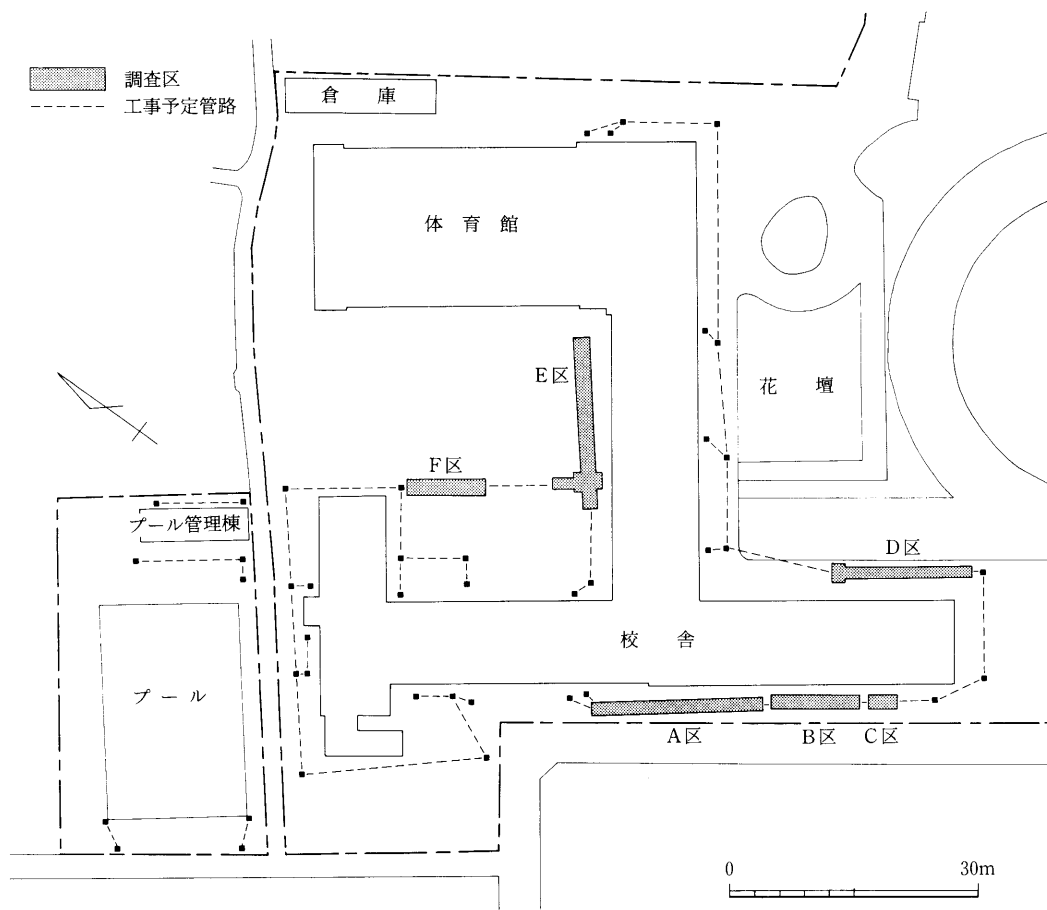 調査区
工事予定管路
倉庫
体育館
E区
花壇
F区
プール管理棟
D区
校舎
プール
A区
B区
C区
0
30m